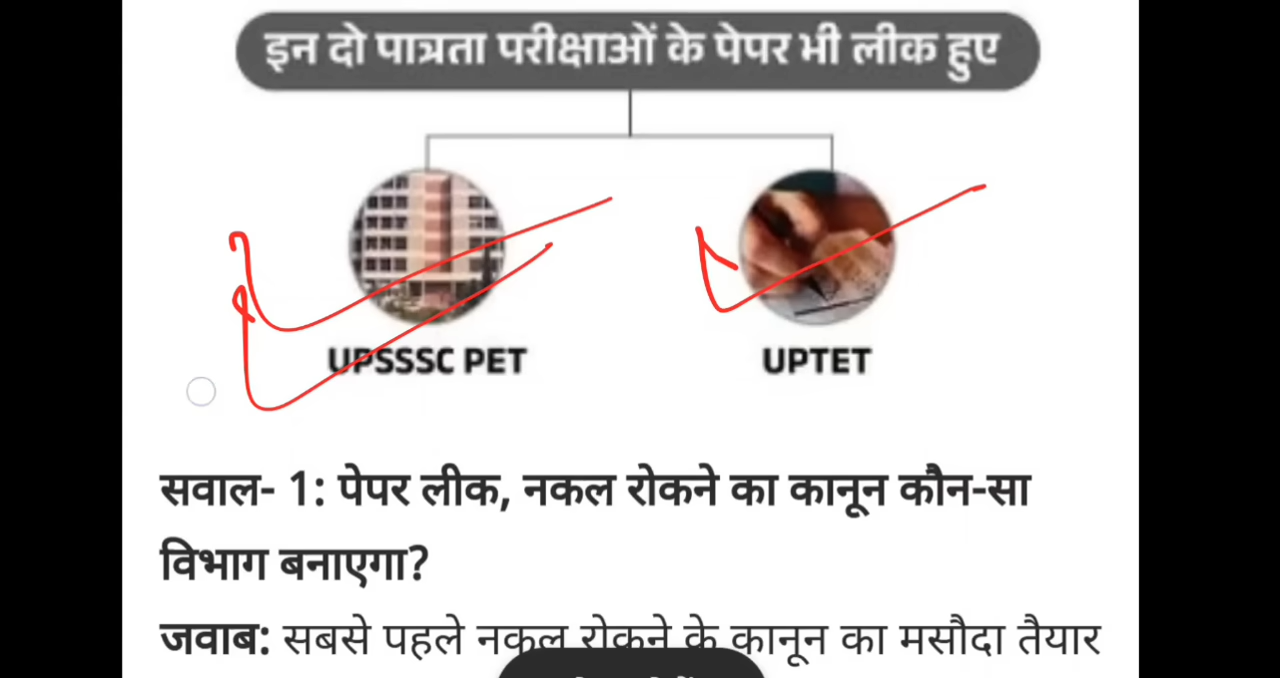 इन दो पात्रता परीक्षाओं के पेपर भी लीक हुए
UPSSSC PET
UPTET
सवाल- 1: पेपर लीक, नकल रोकने का कानून कौन-सा
विभाग बनाएगा?
जवाब: सबसे पहले नकल रोकने के कानून का मसौदा तैयार